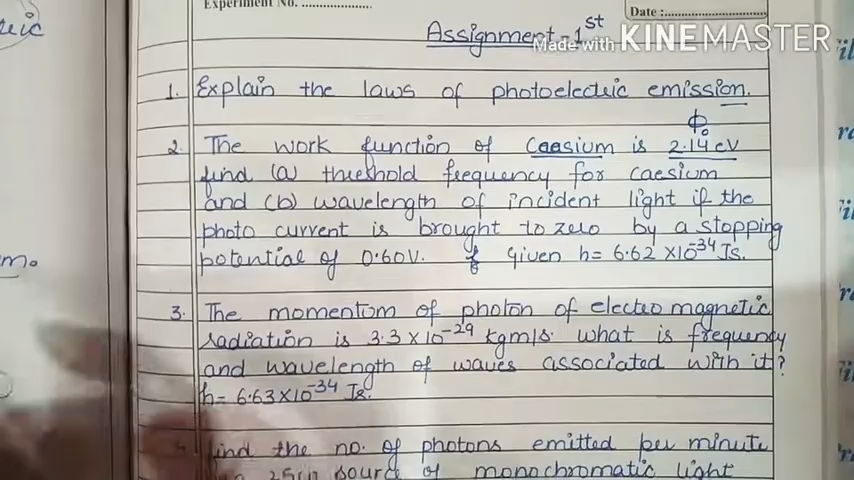 Experiment No. ...................
Date :..............................
Assignment - 1st
Made with KINEMASTER
1. Explain the laws of photoelectric emission.
ϕ₀
2. The work function of Caesium is 2.14 eV
find (a) threshold frequency for caesium
and (b) wavelength of incident light if the
photo current is brought to zero by a stopping
potential of 0.60V. Given h= 6.62 ×10⁻³⁴ Js.
3. The momentum of photon of electro magnetic
radiation is 3.3×10⁻²⁹ kgm/s. what is frequency
and wavelength of waves associated with it?
h= 6.63×10⁻³⁴ Js.
find the no. of photons emitted per minute
source of monochromatic light